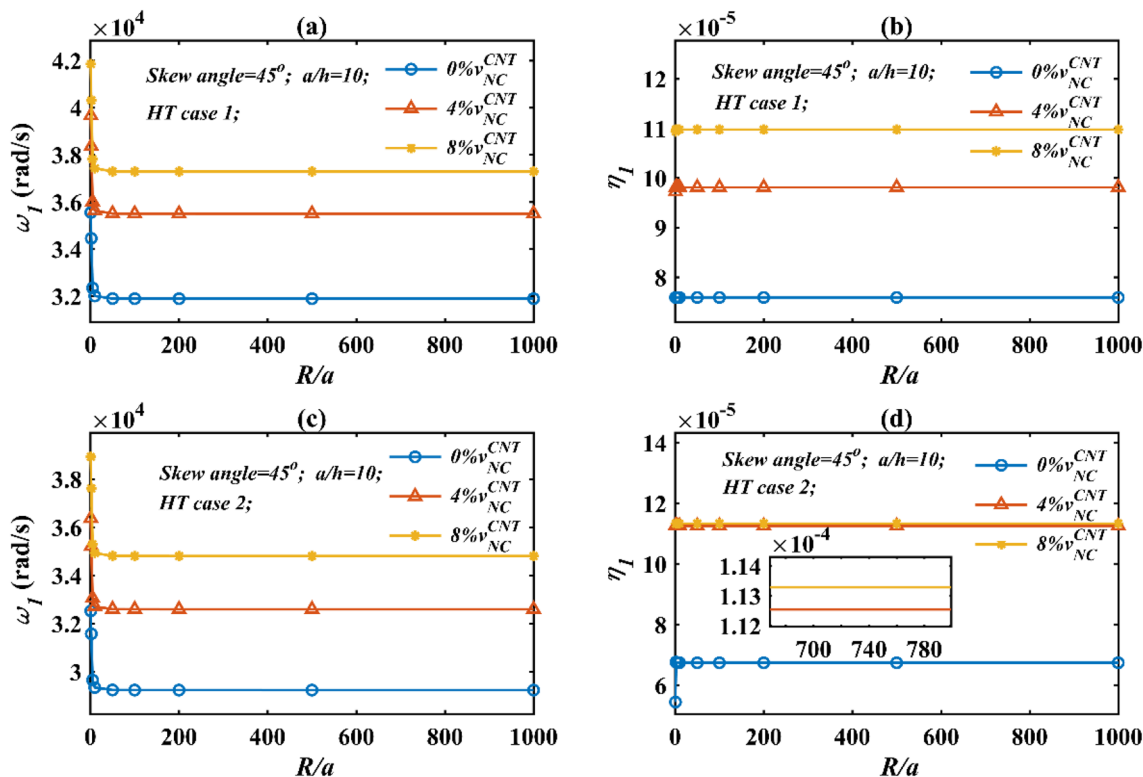 (a)
×10⁴
4.2
4
3.8
3.6
3.4
3.2
ω₁ (rad/s)
Skew angle=45°; a/h=10;
HT case 1;
0%v_NC^CNT
4%v_NC^CNT
8%v_NC^CNT
0 200 400 600 800 1000
R/a
(b)
×10⁻⁵
12
11
10
9
8
η₁
Skew angle=45°; a/h=10;
HT case 1;
0%v_NC^CNT
4%v_NC^CNT
8%v_NC^CNT
0 200 400 600 800 1000
R/a
(c)
×10⁴
3.8
3.6
3.4
3.2
3
ω₁ (rad/s)
Skew angle=45°; a/h=10;
HT case 2;
0%v_NC^CNT
4%v_NC^CNT
8%v_NC^CNT
0 200 400 600 800 1000
R/a
(d)
×10⁻⁵
14
12
10
8
6
η₁
Skew angle=45°; a/h=10;
HT case 2;
0%v_NC^CNT
4%v_NC^CNT
8%v_NC^CNT
×10⁻⁴
1.14
1.13
1.12
700 740 780
0 200 400 600 800 1000
R/a